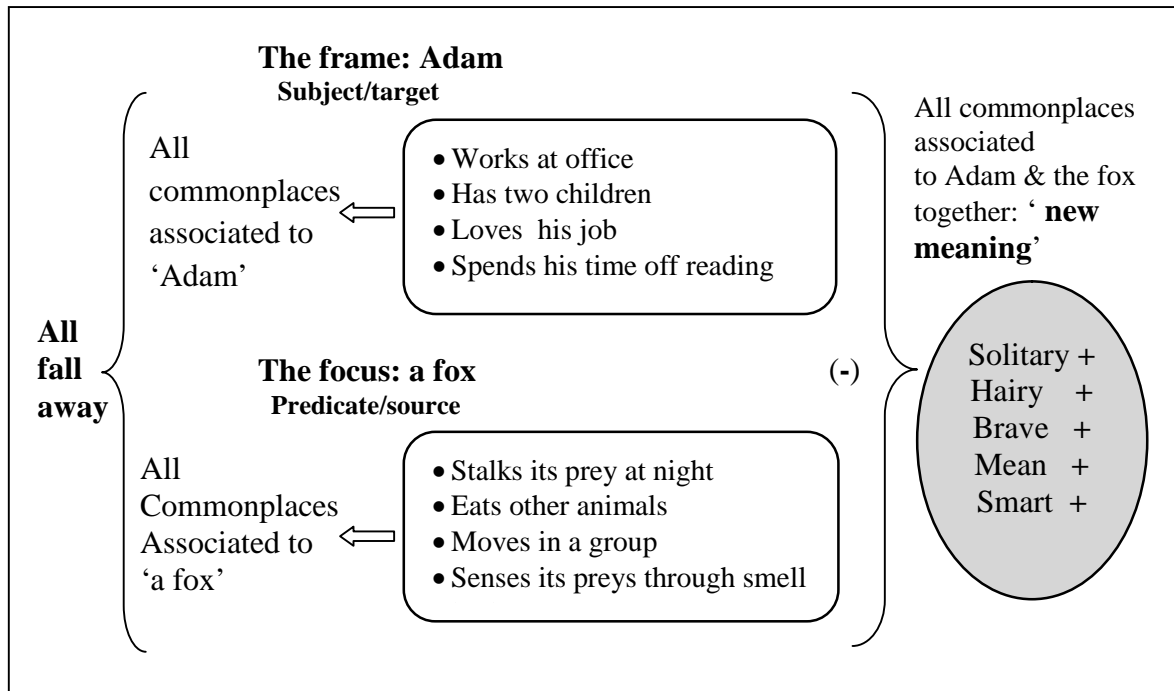 The frame: Adam
Subject/target
All
commonplaces
associated to
‘Adam’
• Works at office
• Has two children
• Loves his job
• Spends his time off reading
All
fall
away
The focus: a fox
Predicate/source
All
Commonplaces
Associated to
‘a fox’
• Stalks its prey at night
• Eats other animals
• Moves in a group
• Senses its preys through smell
(-)
All commonplaces
associated
to Adam & the fox
together: ‘ new
meaning’
Solitary +
Hairy +
Brave +
Mean +
Smart +